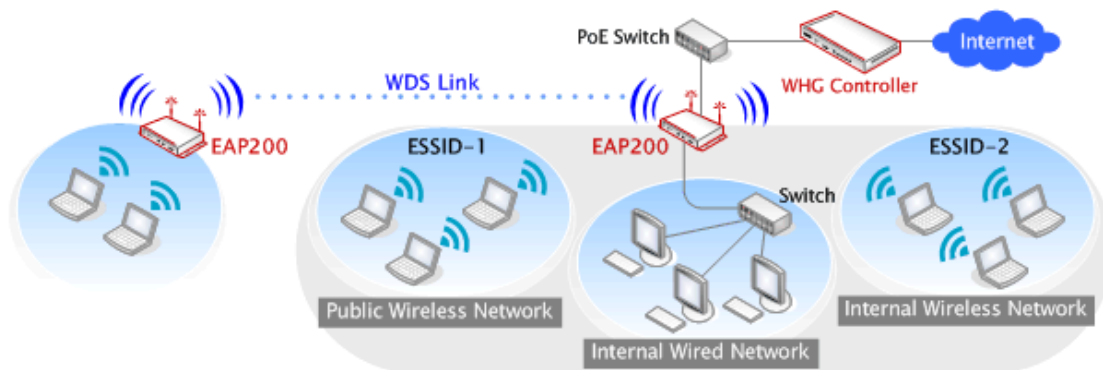 PoE Switch
Internet
WHG Controller
WDS Link
EAP200
EAP200
ESSID-1
ESSID-2
Switch
Public Wireless Network
Internal Wired Network
Internal Wireless Network